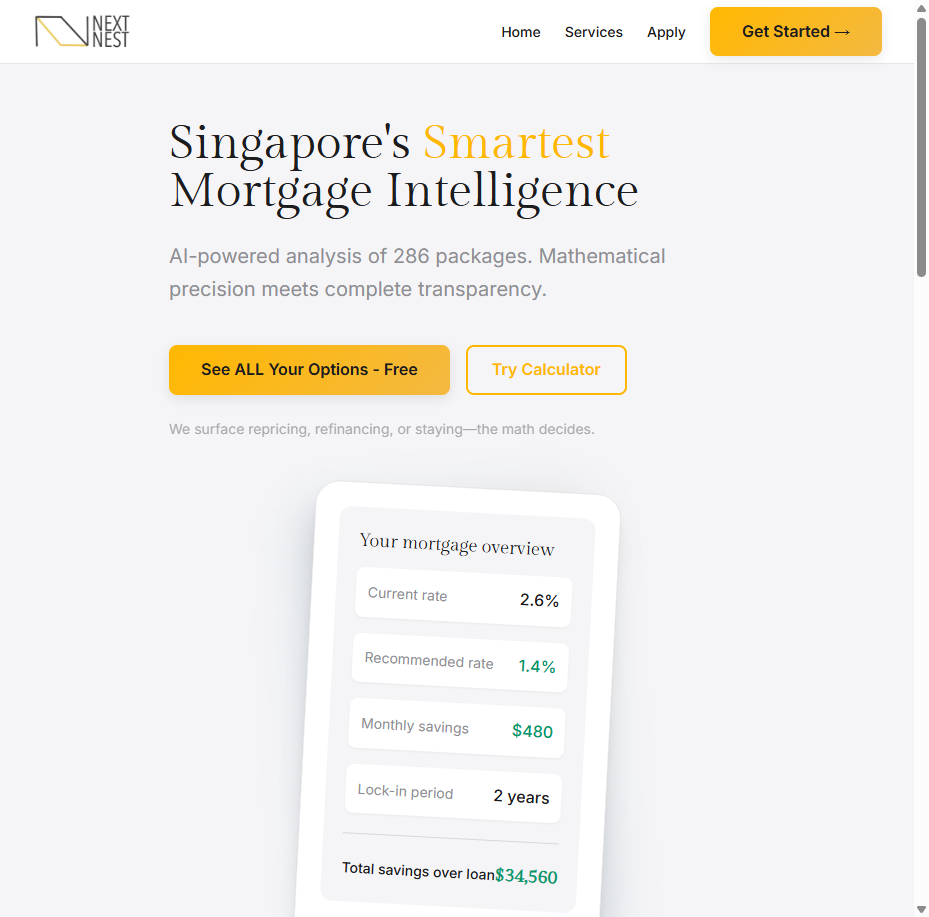 NEXT
NEST
Home
Services
Apply
Get Started →
Singapore's Smartest
Mortgage Intelligence
AI-powered analysis of 286 packages. Mathematical
precision meets complete transparency.
See ALL Your Options - Free
Try Calculator
We surface repricing, refinancing, or staying—the math decides.
Your mortgage overview
Current rate 2.6%
Recommended rate 1.4%
Monthly savings $480
Lock-in period 2 years
Total savings over loan $34,560